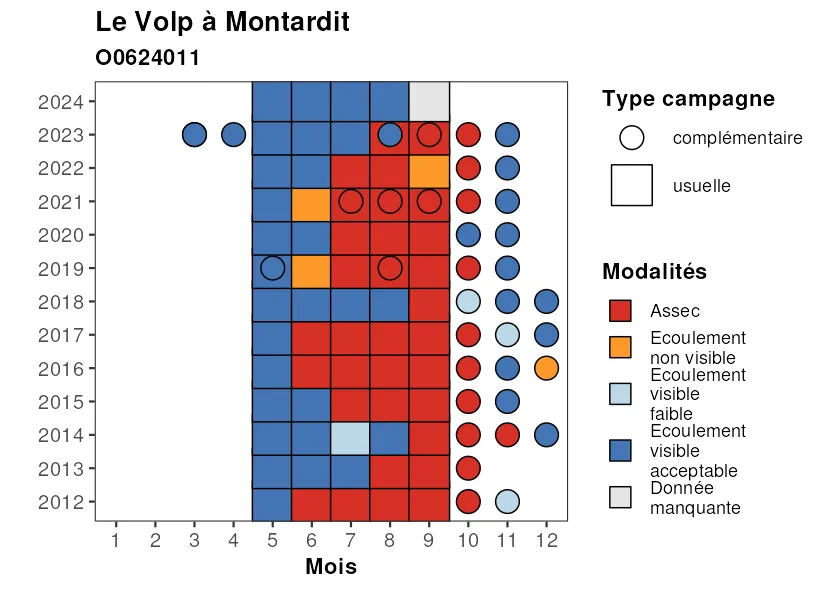 Le Volp à Montardit
O0624011
2024
2023
2022
2021
2020
2019
2018
2017
2016
2015
2014
2013
2012
1 2 3 4 5 6 7 8 9 10 11 12
Mois
Type campagne
complémentaire
usuelle
Modalités
Assec
Ecoulement
non visible
Ecoulement
visible
faible
Ecoulement
visible
acceptable
Donnée
manquante